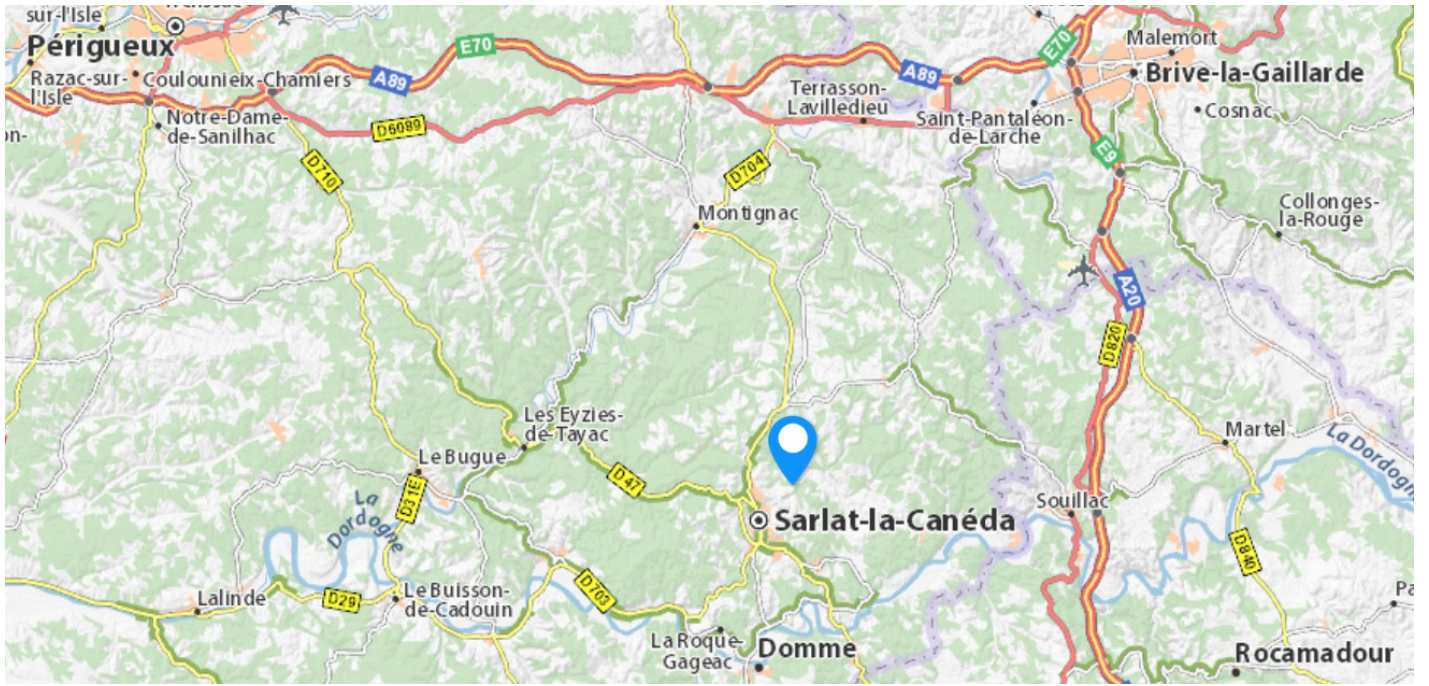 sur-l'Isle
Périgueux
Razac-sur-
l'Isle
Coulounieix-Chamiers
Notre-Dame-
de-Sanilhac
A89
E70
D6089
D710
A89
Terrasson-
Lavilledieu
E70
Malemort
Brive-la-Gaillarde
Cosnac
Saint-Pantaléon-
de-Larche
E9
D704
Montignac
Collonges-
la-Rouge
A20
D820
Les Eyzies-
de-Tayac
Le Bugue
D31E
D47
La
Dordogne
Martel
La Dordogne
Souillac
Sarlat-la-Canéda
D840
Lalinde
D29
Le Buisson-
de-Cadouin
D703
La Roque-
Gageac
Domme
Rocamadour